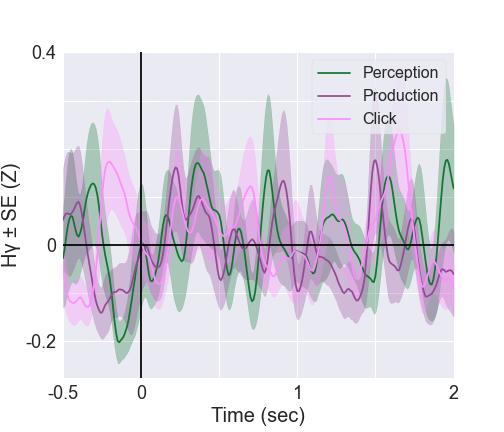 0.4
Perception
Production
Click
Hγ ± SE (Z)
0
-0.2
-0.5
0
1
2
Time (sec)